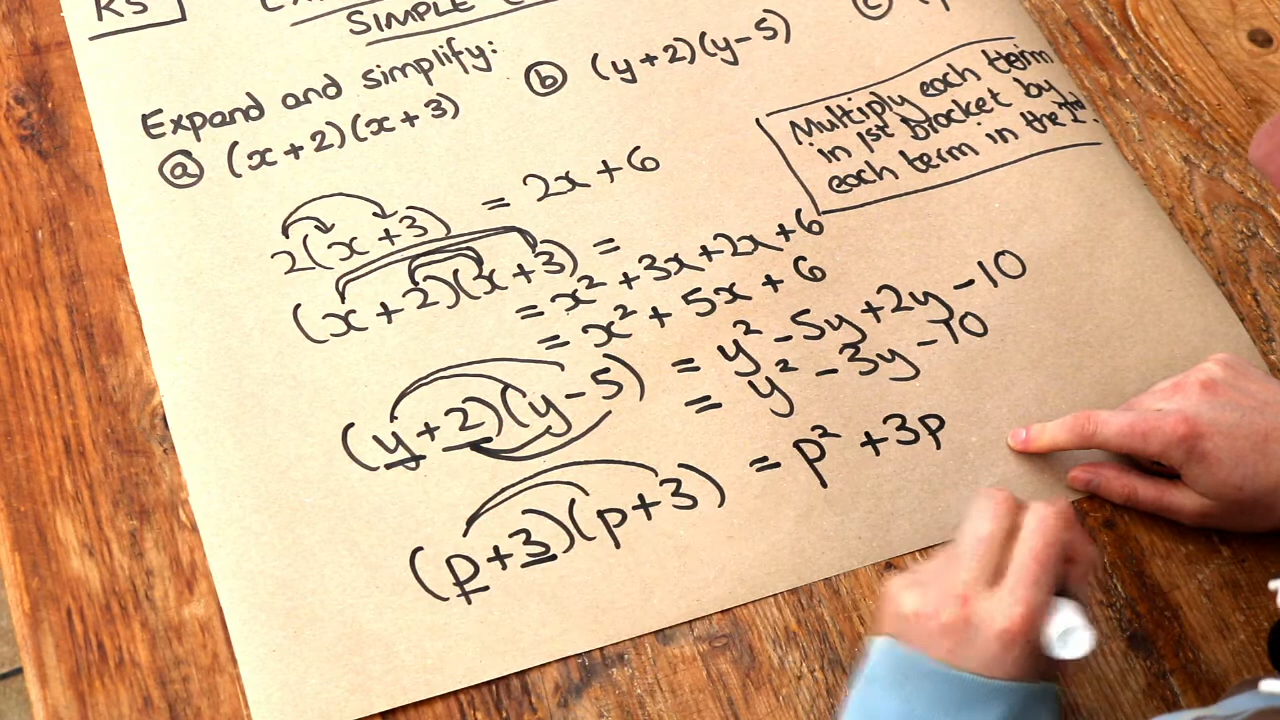 R5
SIMPLE
Expand and simplify:
ⓐ (x+2)(x+3)
ⓑ (y+2)(y-5)
ⓒ
Multiply each term
in 1st bracket by
each term in the 2nd.
2(x+3) = 2x+6
(x+2)(x+3) =
= x²+3x+2x+6
= x²+5x+6
(y+2)(y-5) = y²-5y+2y-10
= y²-3y-10
(p+3)(p+3) = p²+3p